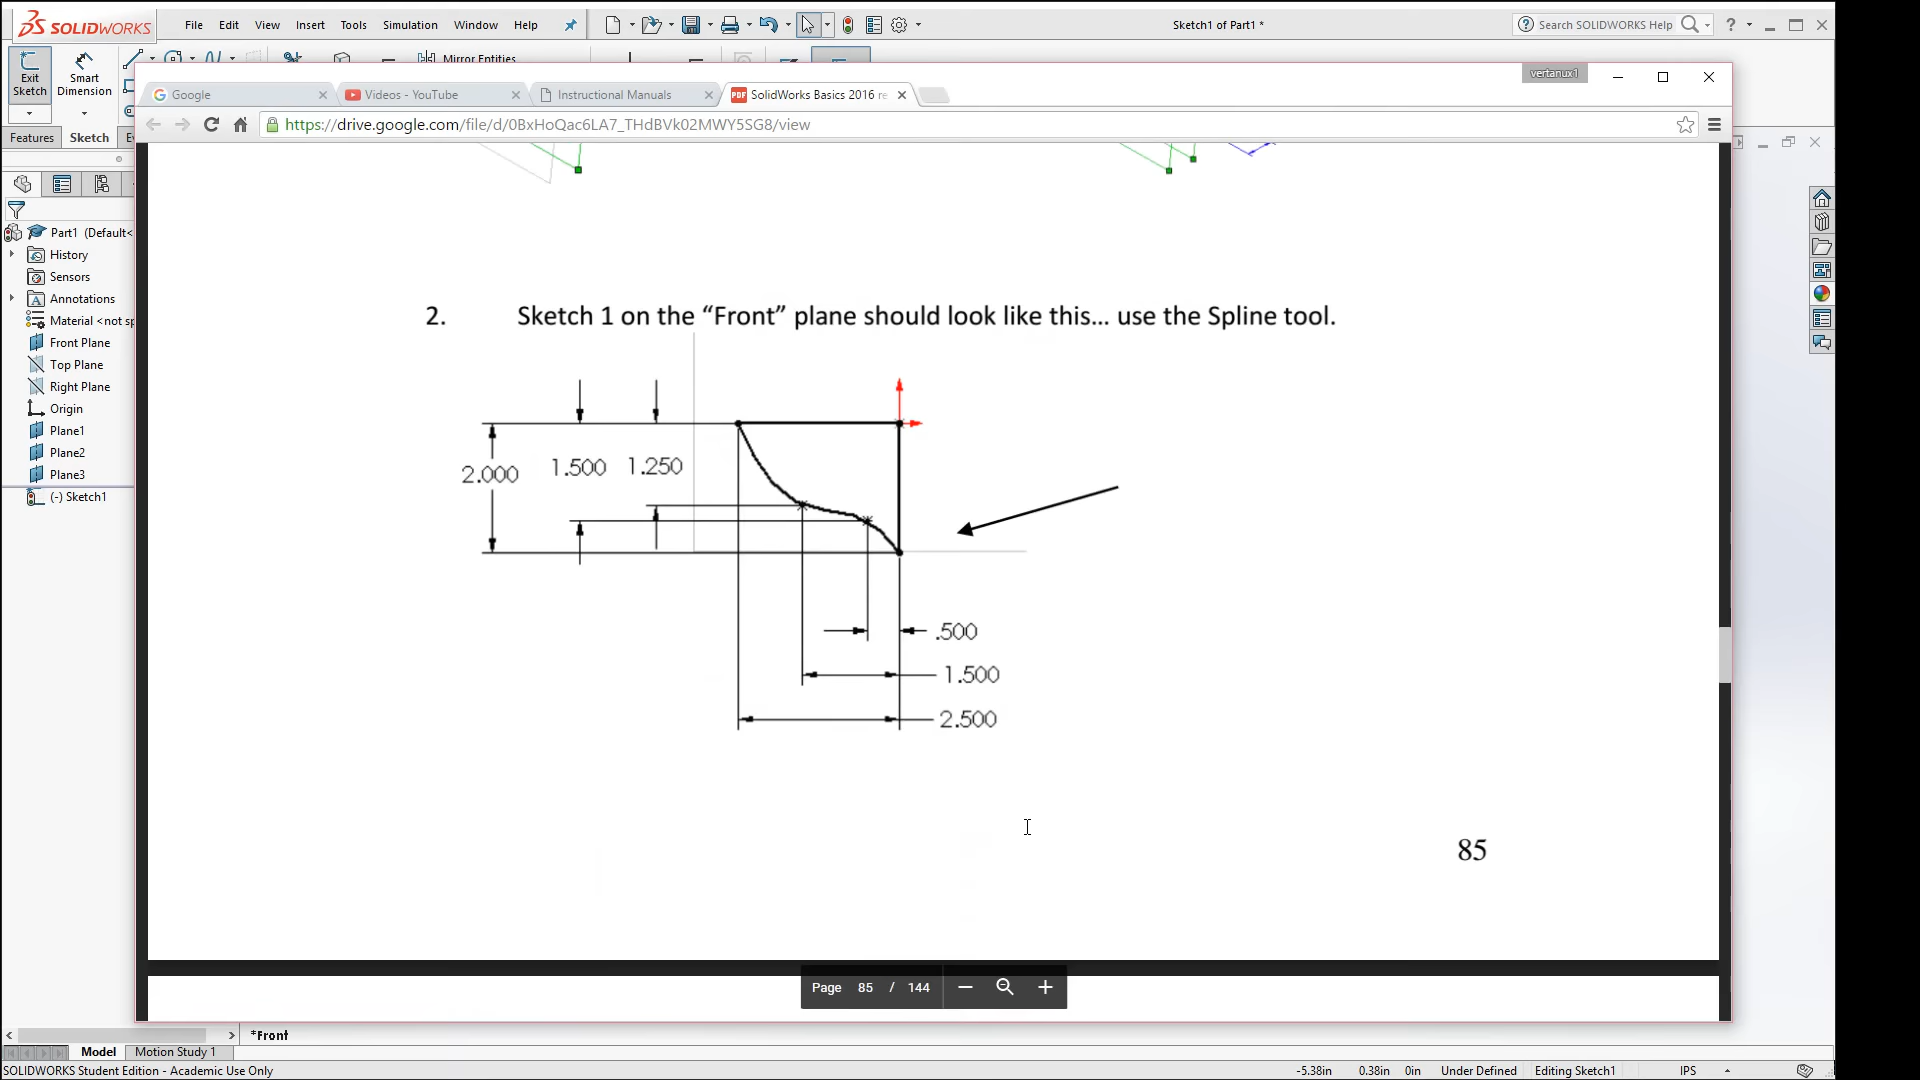 SOLIDWORKS File Edit View Insert Tools Simulation Window Help Sketch1 of Part1 * Search SOLIDWORKS Help
Exit Sketch
Smart Dimension
Mirror Entities
vertanux1
Google
Videos - YouTube
Instructional Manuals
SolidWorks Basics 2016 re
https://drive.google.com/file/d/0BxHoQac6LA7_THdBVk02MWY5SG8/view
Features Sketch
Part1 (Default<
History
Sensors
Annotations
Material <not sp
Front Plane
Top Plane
Right Plane
Origin
Plane1
Plane2
Plane3
(-) Sketch1
2. Sketch 1 on the “Front” plane should look like this... use the Spline tool.
2.000 1.500 1.250
.500
1.500
2.500
85
Page 85 / 144
*Front
Model Motion Study 1
SOLIDWORKS Student Edition - Academic Use Only -5.38in 0.38in 0in Under Defined Editing Sketch1 IPS